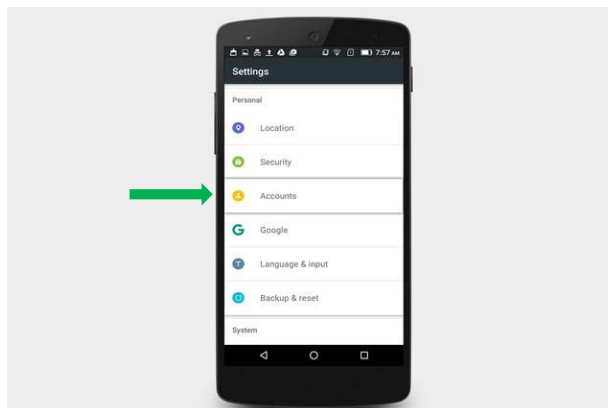 7:57 AM
Settings
Personal
Location
Security
Accounts
Google
Language & input
Backup & reset
System